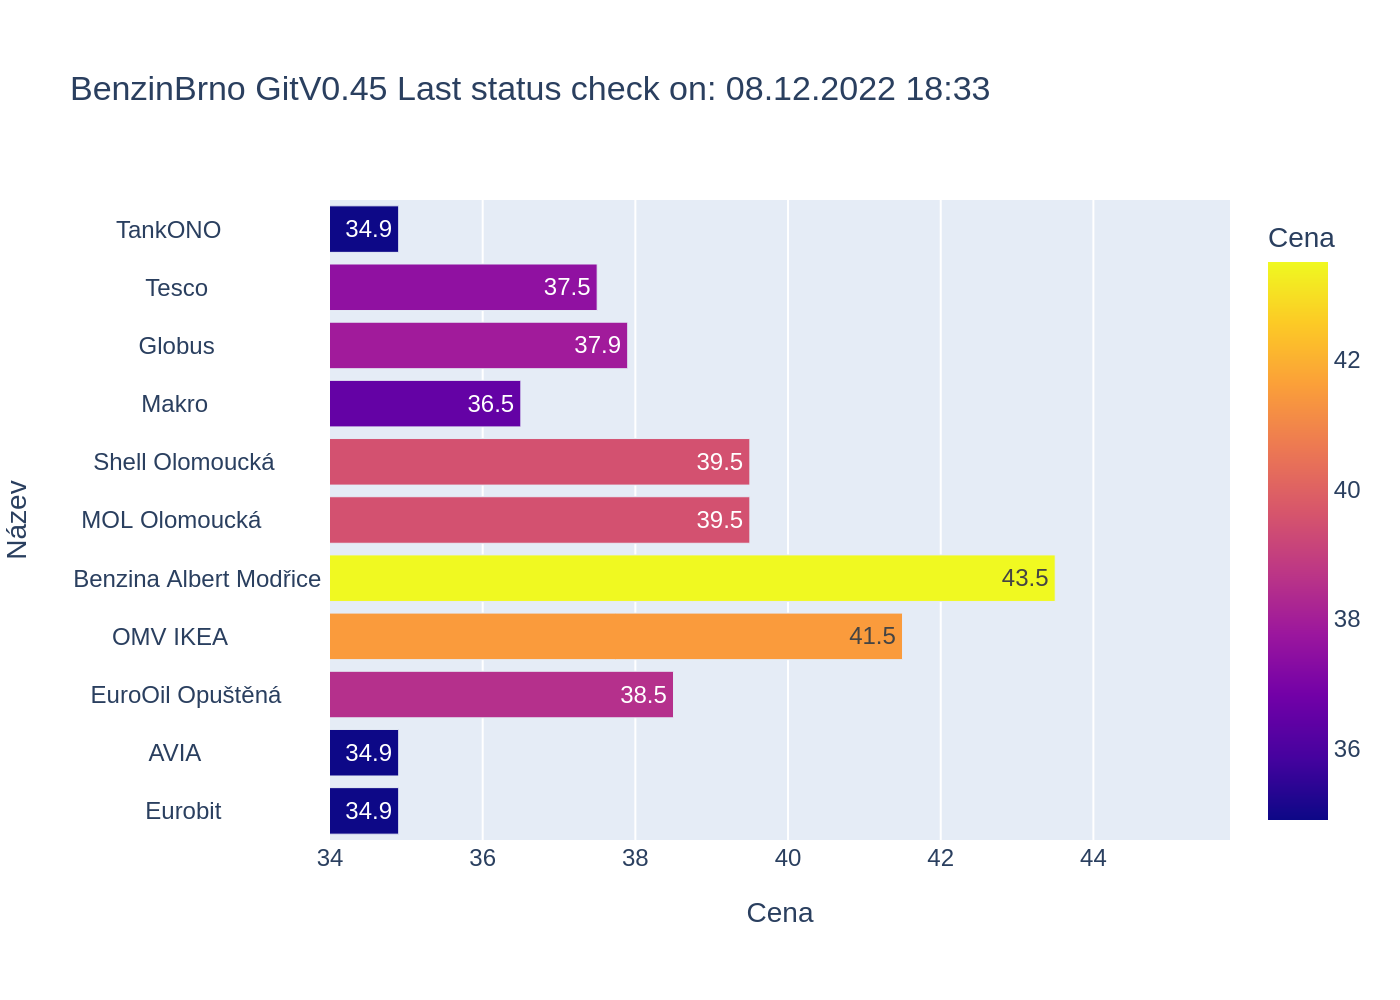 BenzinBrno GitV0.45 Last status check on: 08.12.2022 18:33
Název
TankONO 34.9
Tesco 37.5
Globus 37.9
Makro 36.5
Shell Olomoucká 39.5
MOL Olomoucká 39.5
Benzina Albert Modřice 43.5
OMV IKEA 41.5
EuroOil Opuštěná 38.5
AVIA 34.9
Eurobit 34.9
34 36 38 40 42 44
Cena
Cena
42
40
38
36